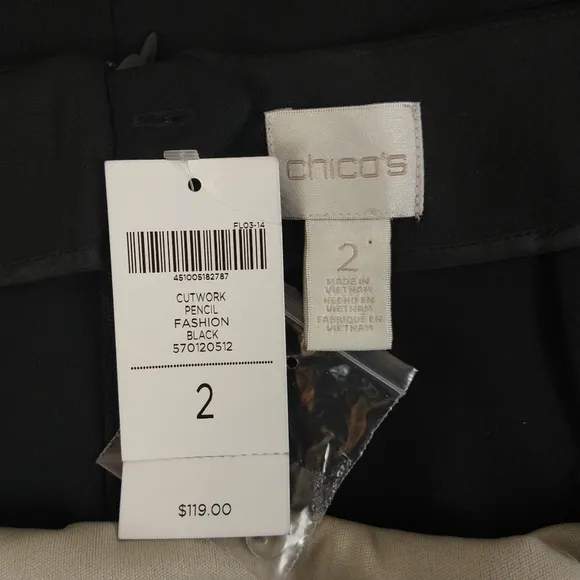 FL03-14
451005182787
CUTWORK
PENCIL
FASHION
BLACK
570120512
2
$119.00
chico's
2
MADE IN
VIETNAM
HECHO EN
VIETNAM
FABRIQUÉ EN
VIETNAM